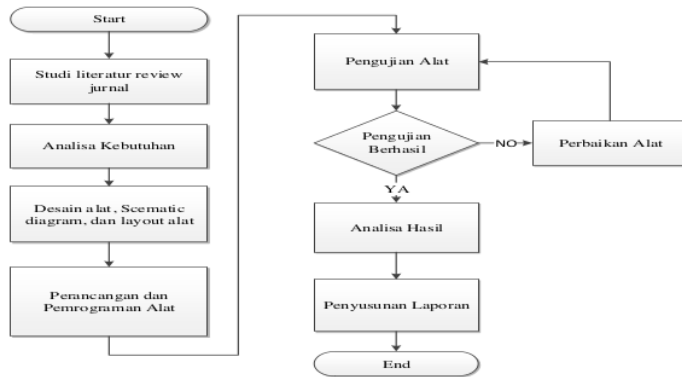 Start
Studi literatur review
jurnal
Analisa Kebutuhan
Desain alat, Scematic
diagram, dan layout alat
Perancangan dan
Pemrograman Alat
Pengujian Alat
Pengujian
Berhasil
NO
Perbaikan Alat
YA
Analisa Hasil
Penyusunan Laporan
End